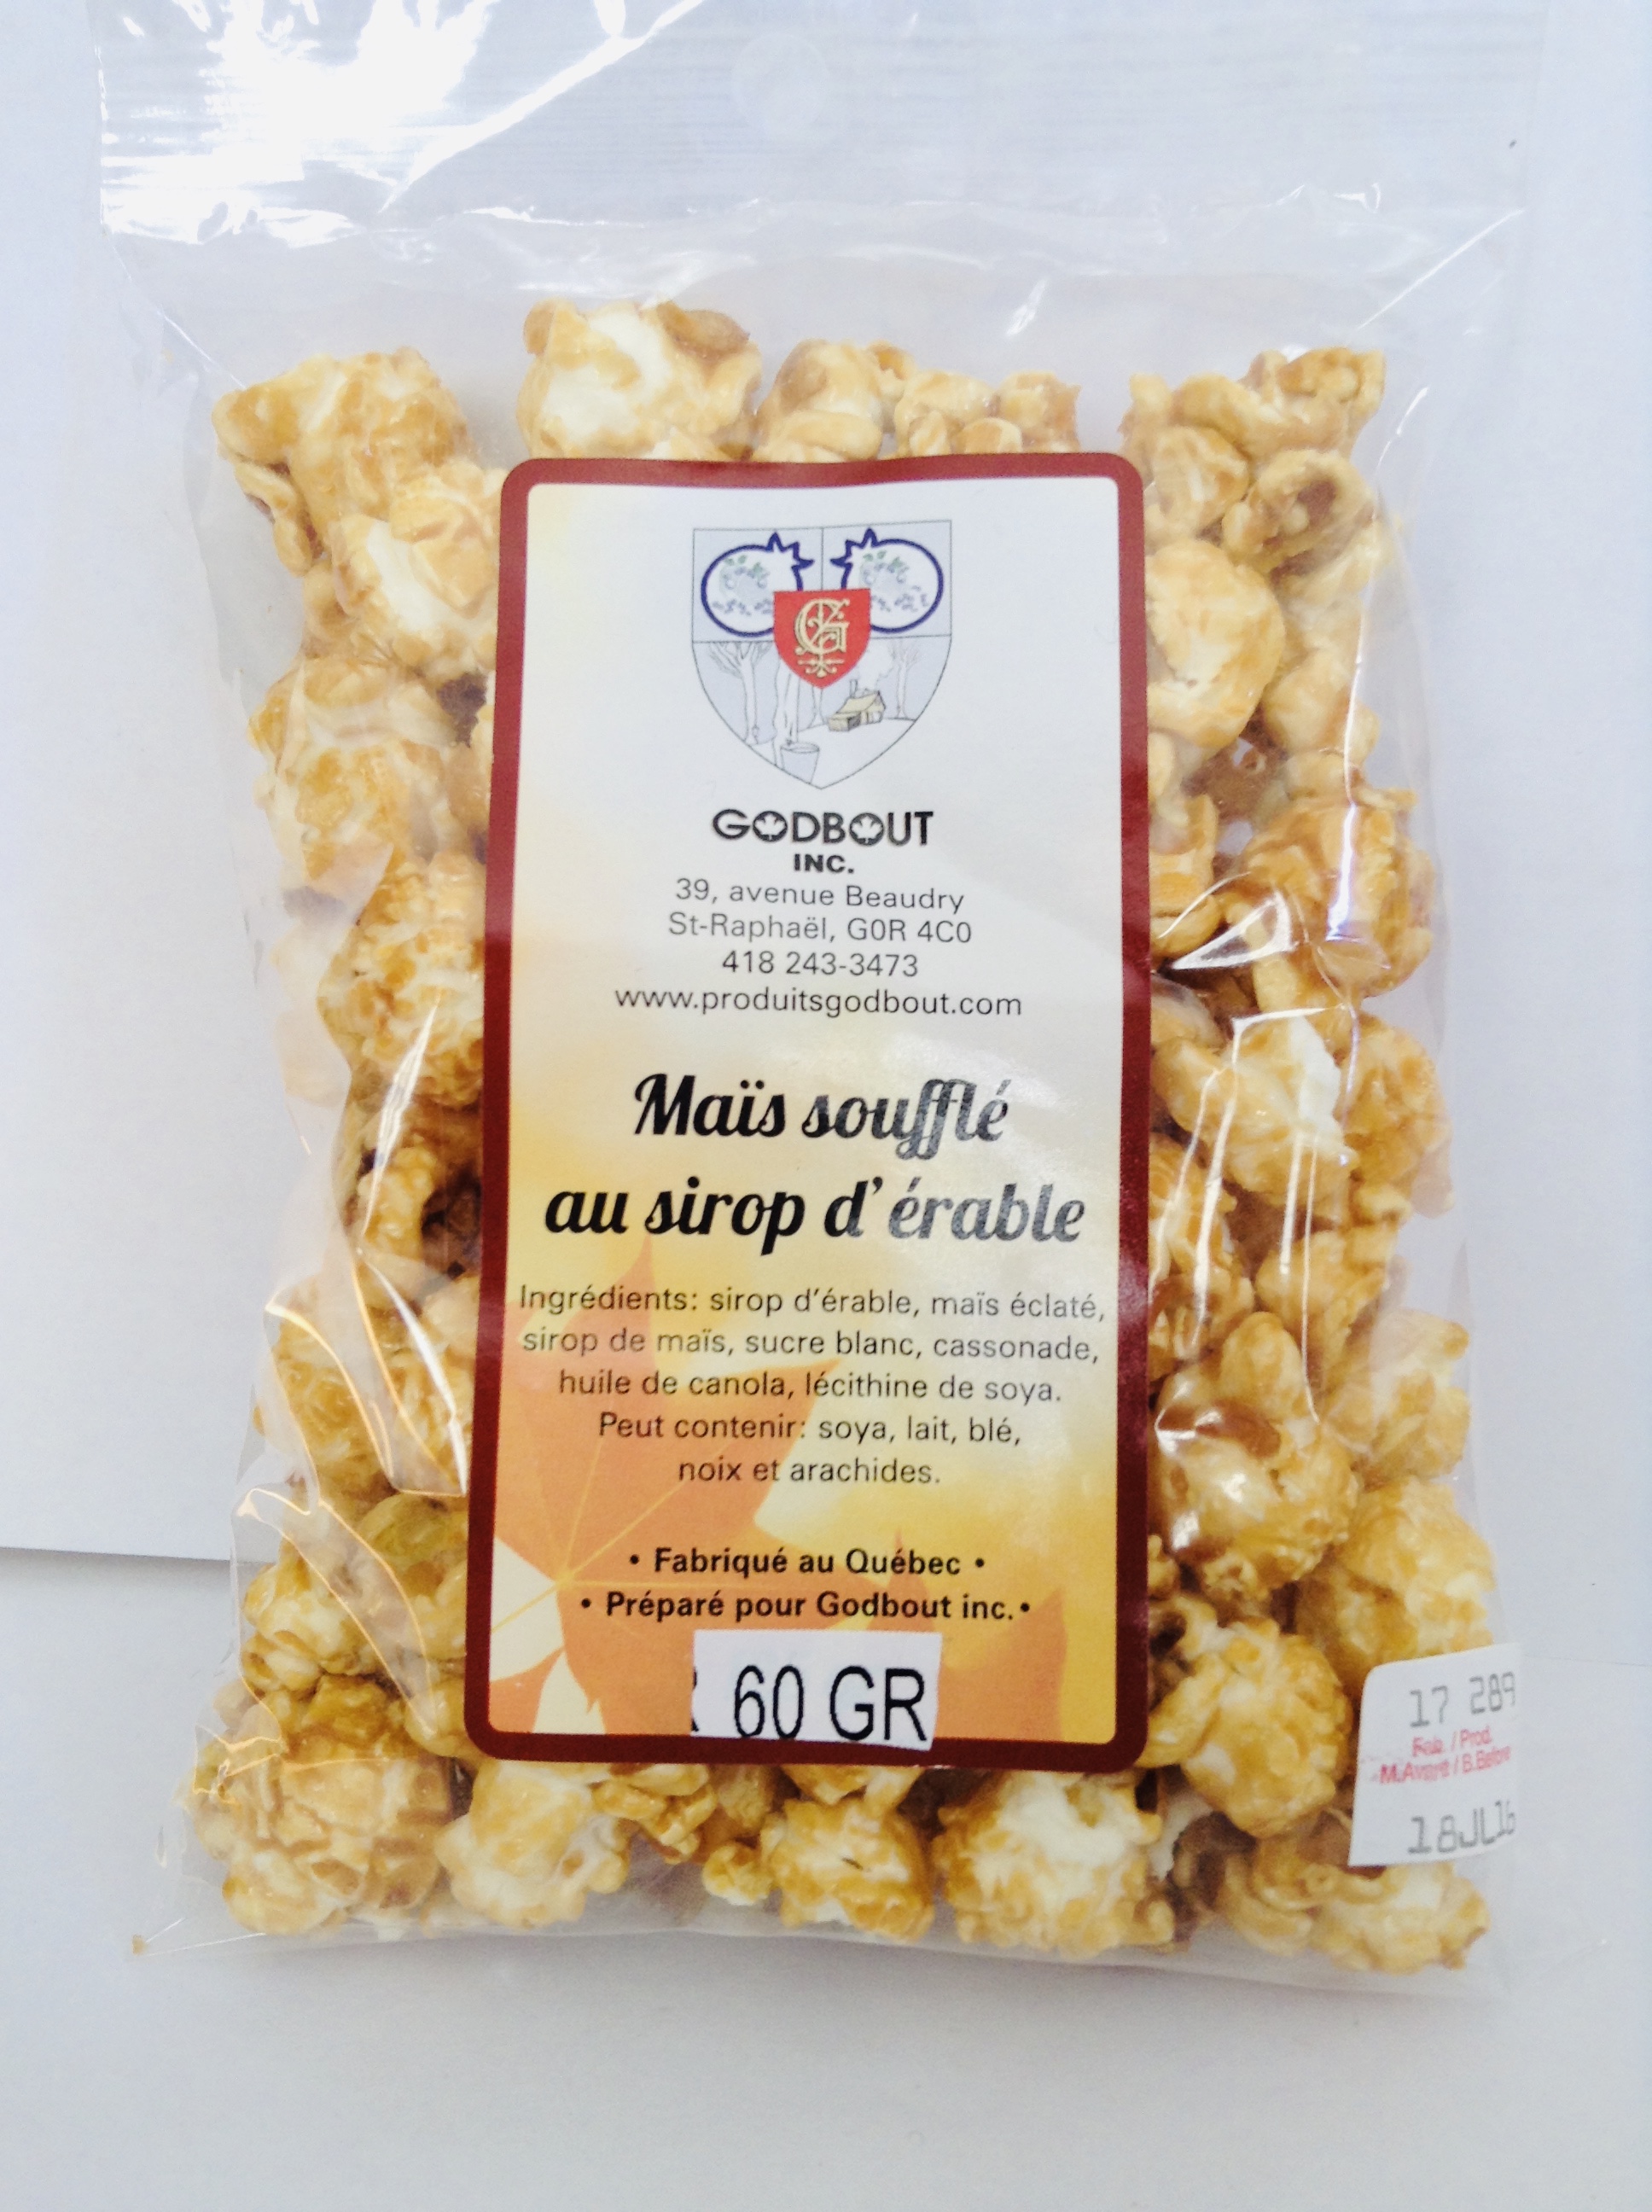 G
GODBOUT
INC.
39, avenue Beaudry
St-Raphaël, G0R 4C0
418 243-3473
www.produitsgodbout.com
Maïs soufflé
au sirop d'érable
Ingrédients: sirop d'érable, maïs éclaté,
sirop de maïs, sucre blanc, cassonade,
huile de canola, lécithine de soya.
Peut contenir: soya, lait, blé,
noix et arachides.
• Fabriqué au Québec •
• Préparé pour Godbout inc. •
60 GR
17 289
Fab. / Prod.
M.Avant / B.Before
18JL16